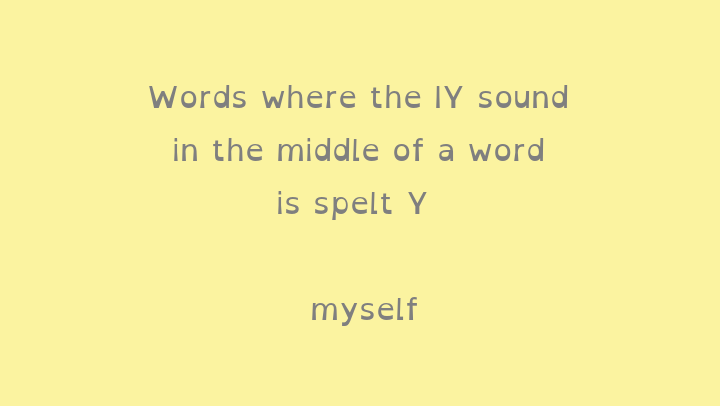 Words where the IY sound
in the middle of a word
is spelt Y
myself